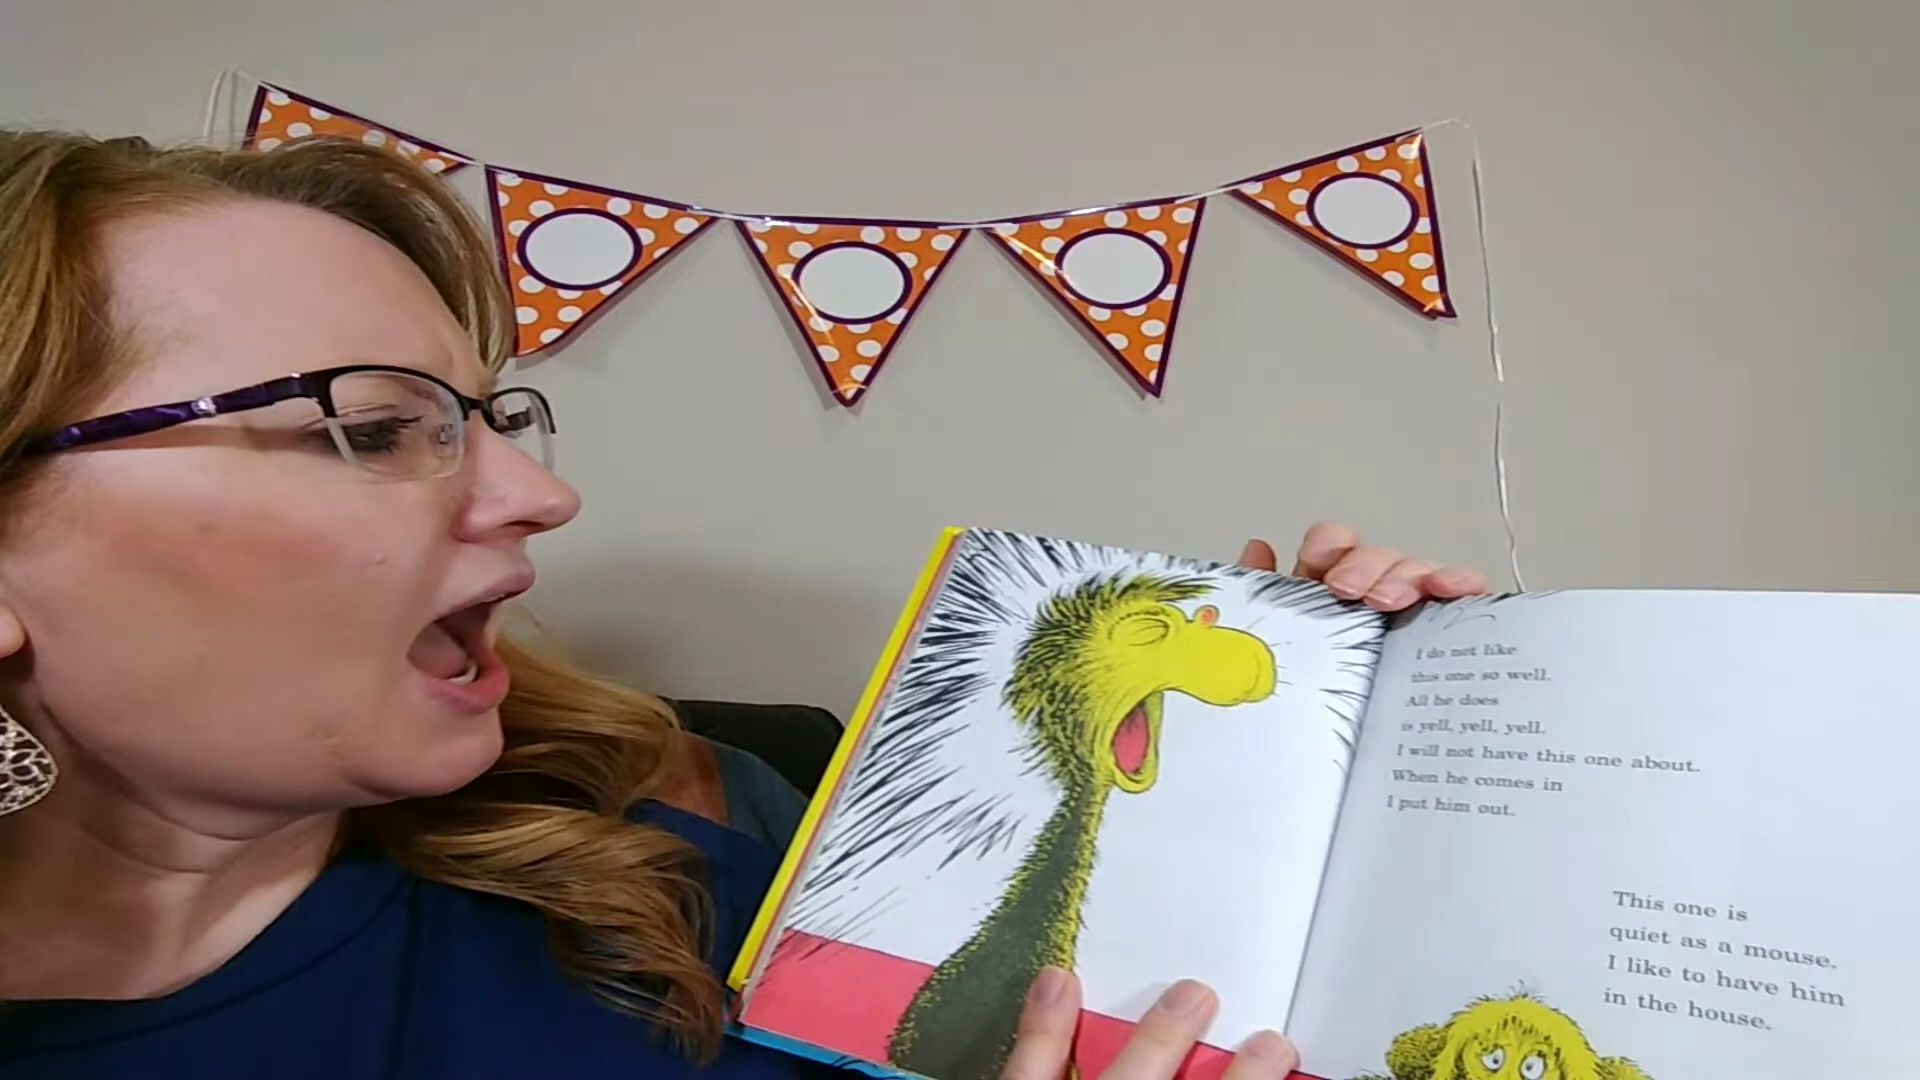 I do not like
this one so well.
All he does
is yell, yell, yell.
I will not have this one about.
When he comes in
I put him out.
This one is
quiet as a mouse.
I like to have him
in the house.